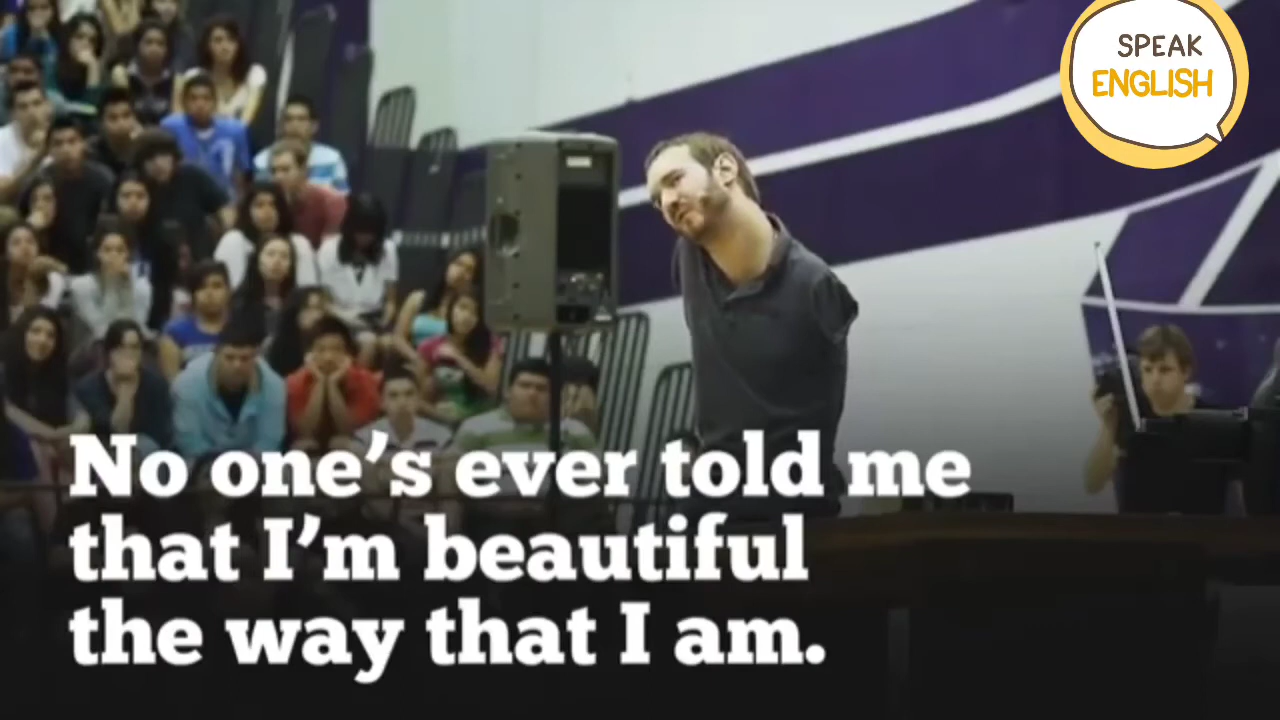 SPEAK
ENGLISH
No one’s ever told me
that I’m beautiful
the way that I am.